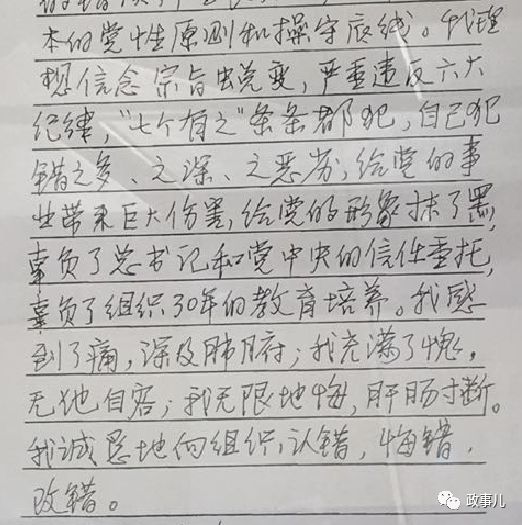 本的党性原则和操守底线。我理
想信念宗旨出蜕变，严重违反六大
纪律，"七个有之"条条都犯，自己犯
错之多、之深、之恶劣，给党的事
业带来巨大伤害，给党的形象抹了黑，
辜负了总书记和党中央的信任重托，
辜负了组织30年的教育培养。我感
到了痛，深及肺腑；我充满了愧，
无地自容；我无限地悔，肝肠寸断。
我诚恳地向组织认错，悔错，
改错。
政事儿